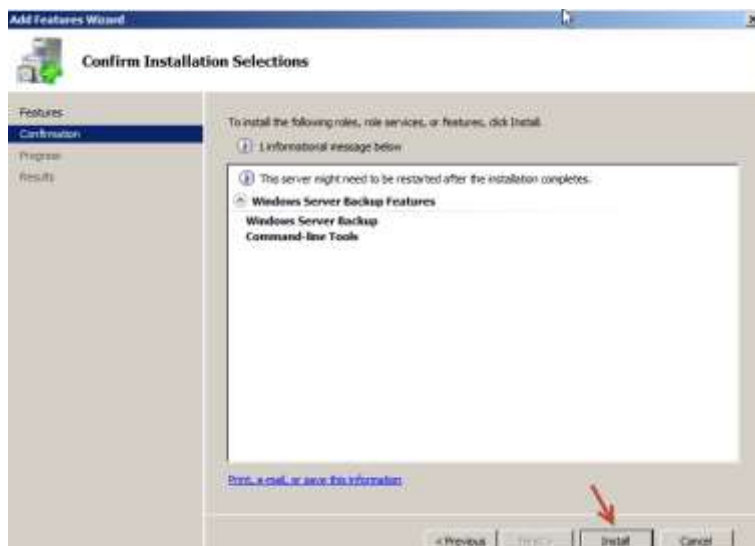 Add Features Wizard
Confirm Installation Selections
Features
Confirmation
Progress
Results
To install the following roles, role services, or features, click Install.
1 informational message below
This server might need to be restarted after the installation completes.
Windows Server Backup Features
Windows Server Backup
Command-line Tools
Print, e-mail, or save this information
< Previous
Next >
Install
Cancel